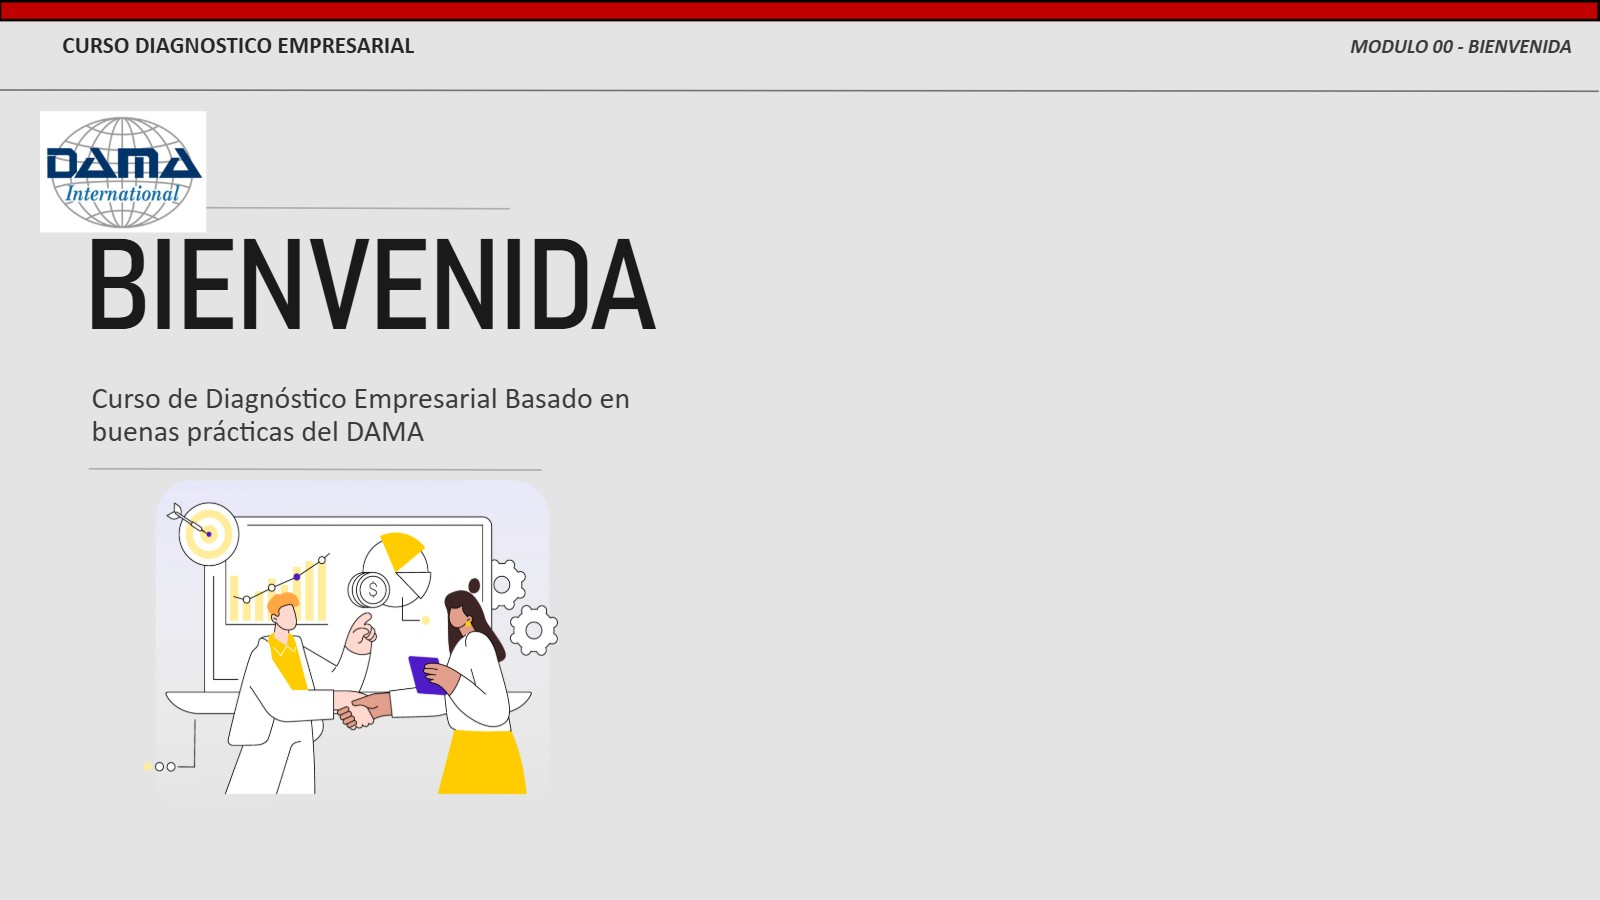 CURSO DIAGNOSTICO EMPRESARIAL
MODULO 00 - BIENVENIDA
DAMA
International
BIENVENIDA
Curso de Diagnóstico Empresarial Basado en
buenas prácticas del DAMA
$